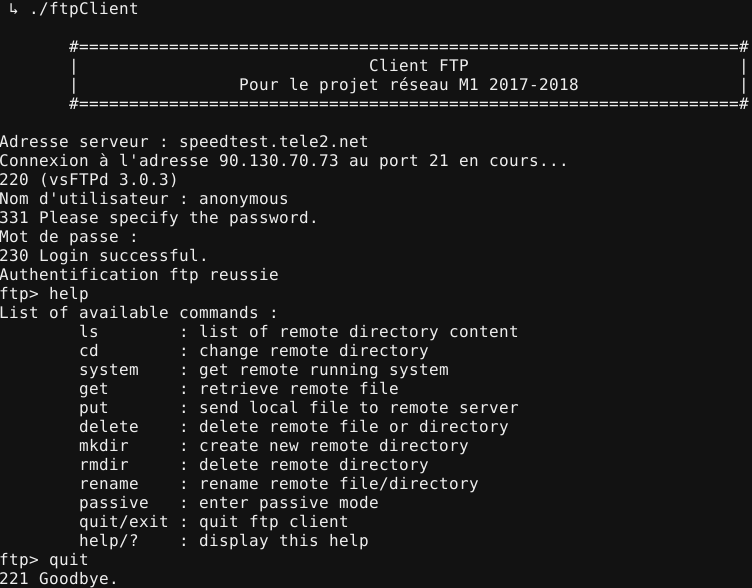 ↳ ./ftpClient
#==================================================================#
| Client FTP |
| Pour le projet réseau M1 2017-2018 |
#==================================================================#
Adresse serveur : speedtest.tele2.net
Connexion à l'adresse 90.130.70.73 au port 21 en cours...
220 (vsFTPd 3.0.3)
Nom d'utilisateur : anonymous
331 Please specify the password.
Mot de passe :
230 Login successful.
Authentification ftp reussie
ftp> help
List of available commands :
ls : list of remote directory content
cd : change remote directory
system : get remote running system
get : retrieve remote file
put : send local file to remote server
delete : delete remote file or directory
mkdir : create new remote directory
rmdir : delete remote directory
rename : rename remote file/directory
passive : enter passive mode
quit/exit : quit ftp client
help/? : display this help
ftp> quit
221 Goodbye.